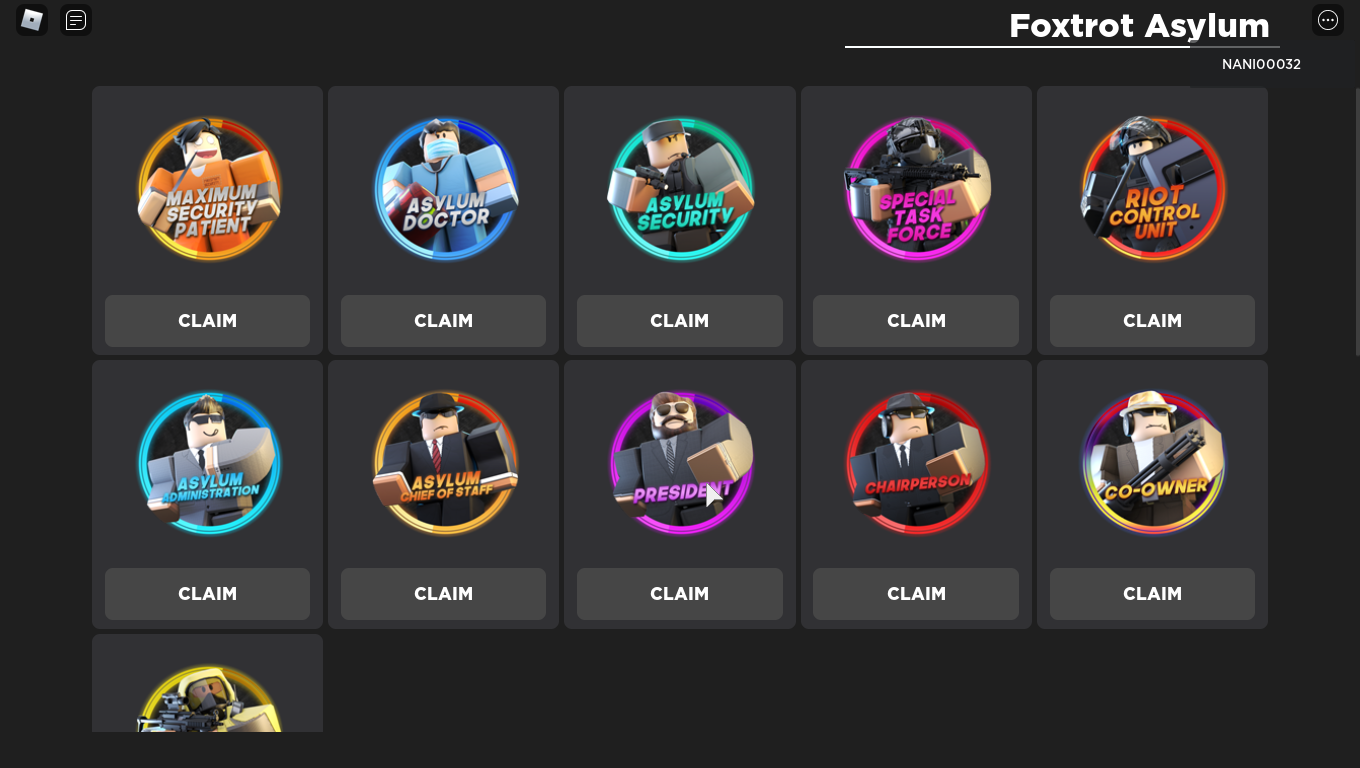 Foxtrot Asylum
NANI00032
MAXIMUM
SECURITY
PATIENT
CLAIM
ASYLUM
DOCTOR
CLAIM
ASYLUM
SECURITY
CLAIM
SPECIAL
TASK
FORCE
CLAIM
RIOT
CONTROL
UNIT
CLAIM
ASYLUM
ADMINISTRATION
CLAIM
ASYLUM
CHIEF OF STAFF
CLAIM
PRESIDENT
CLAIM
CHAIRPERSON
CLAIM
CO-OWNER
CLAIM